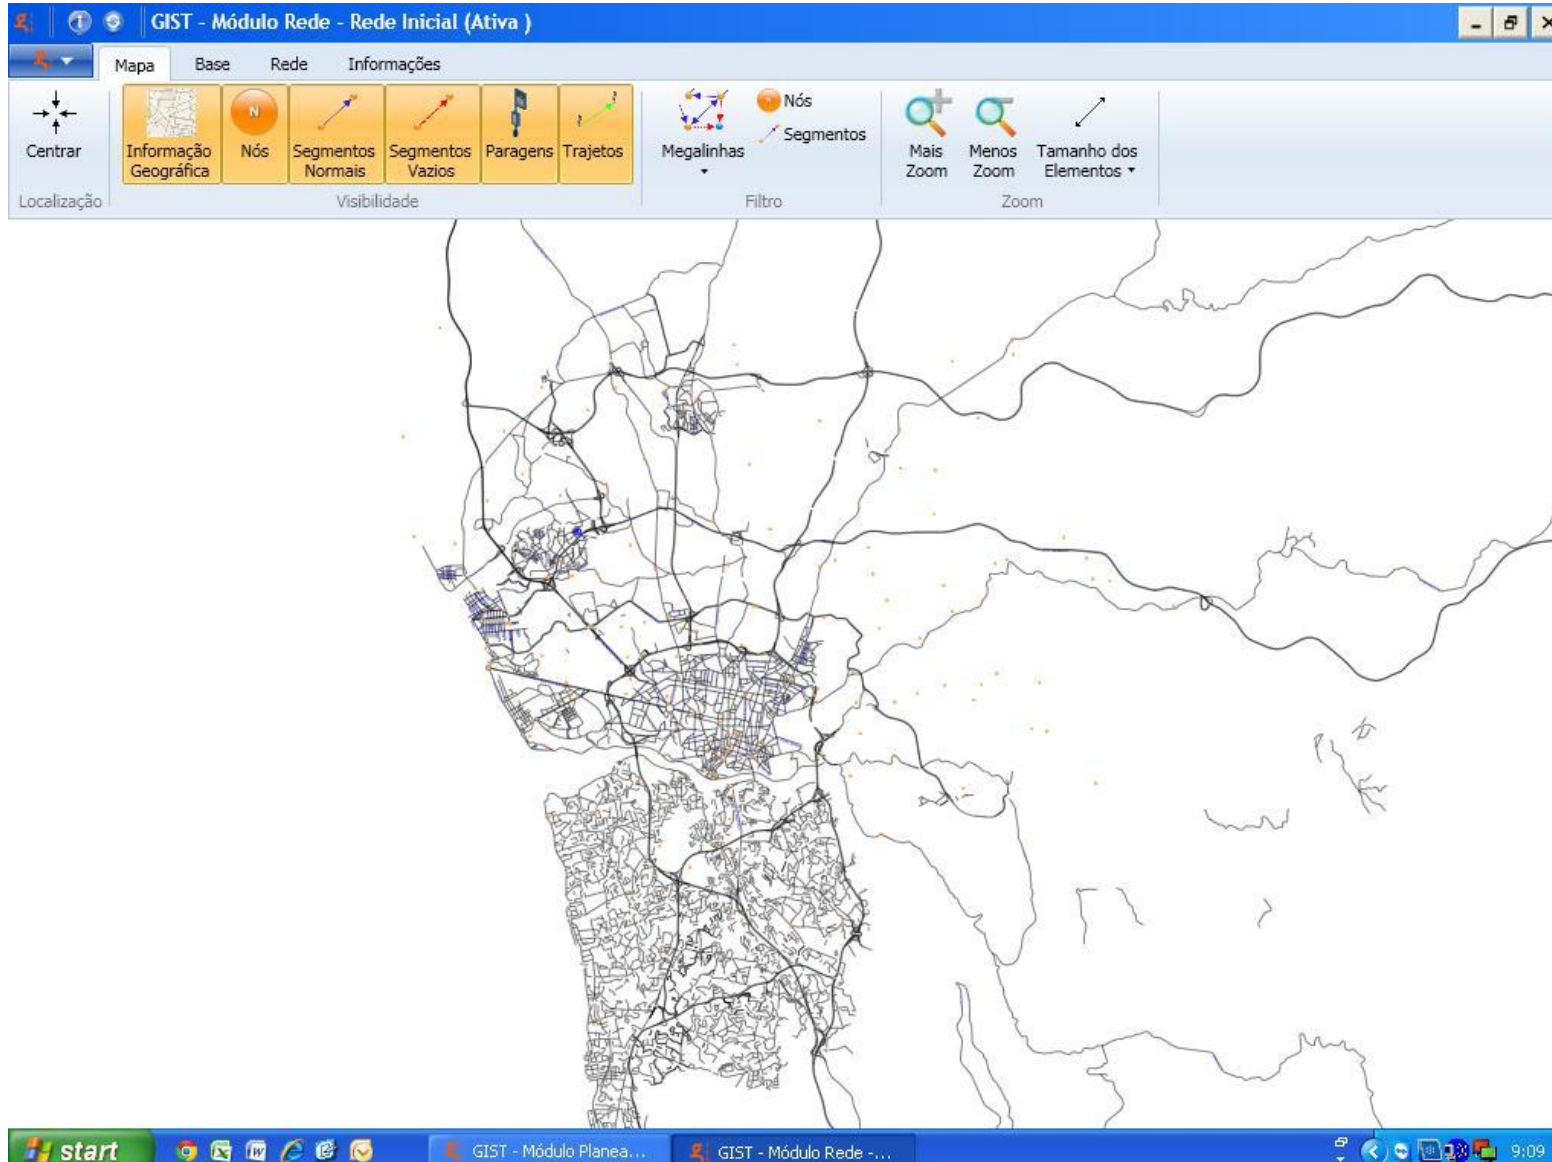 GIST - Módulo Rede - Rede Inicial (Ativa )
Mapa Base Rede Informações
Centrar
Informação Geográfica
N
Nós
Segmentos Normais
Segmentos Vazios
Paragens
Trajetos
Megalinhas
Nós
Segmentos
Mais Zoom
Menos Zoom
Tamanho dos Elementos
Localização Visibilidade Filtro Zoom
start
GIST - Módulo Planea...
GIST - Módulo Rede -...
9:09